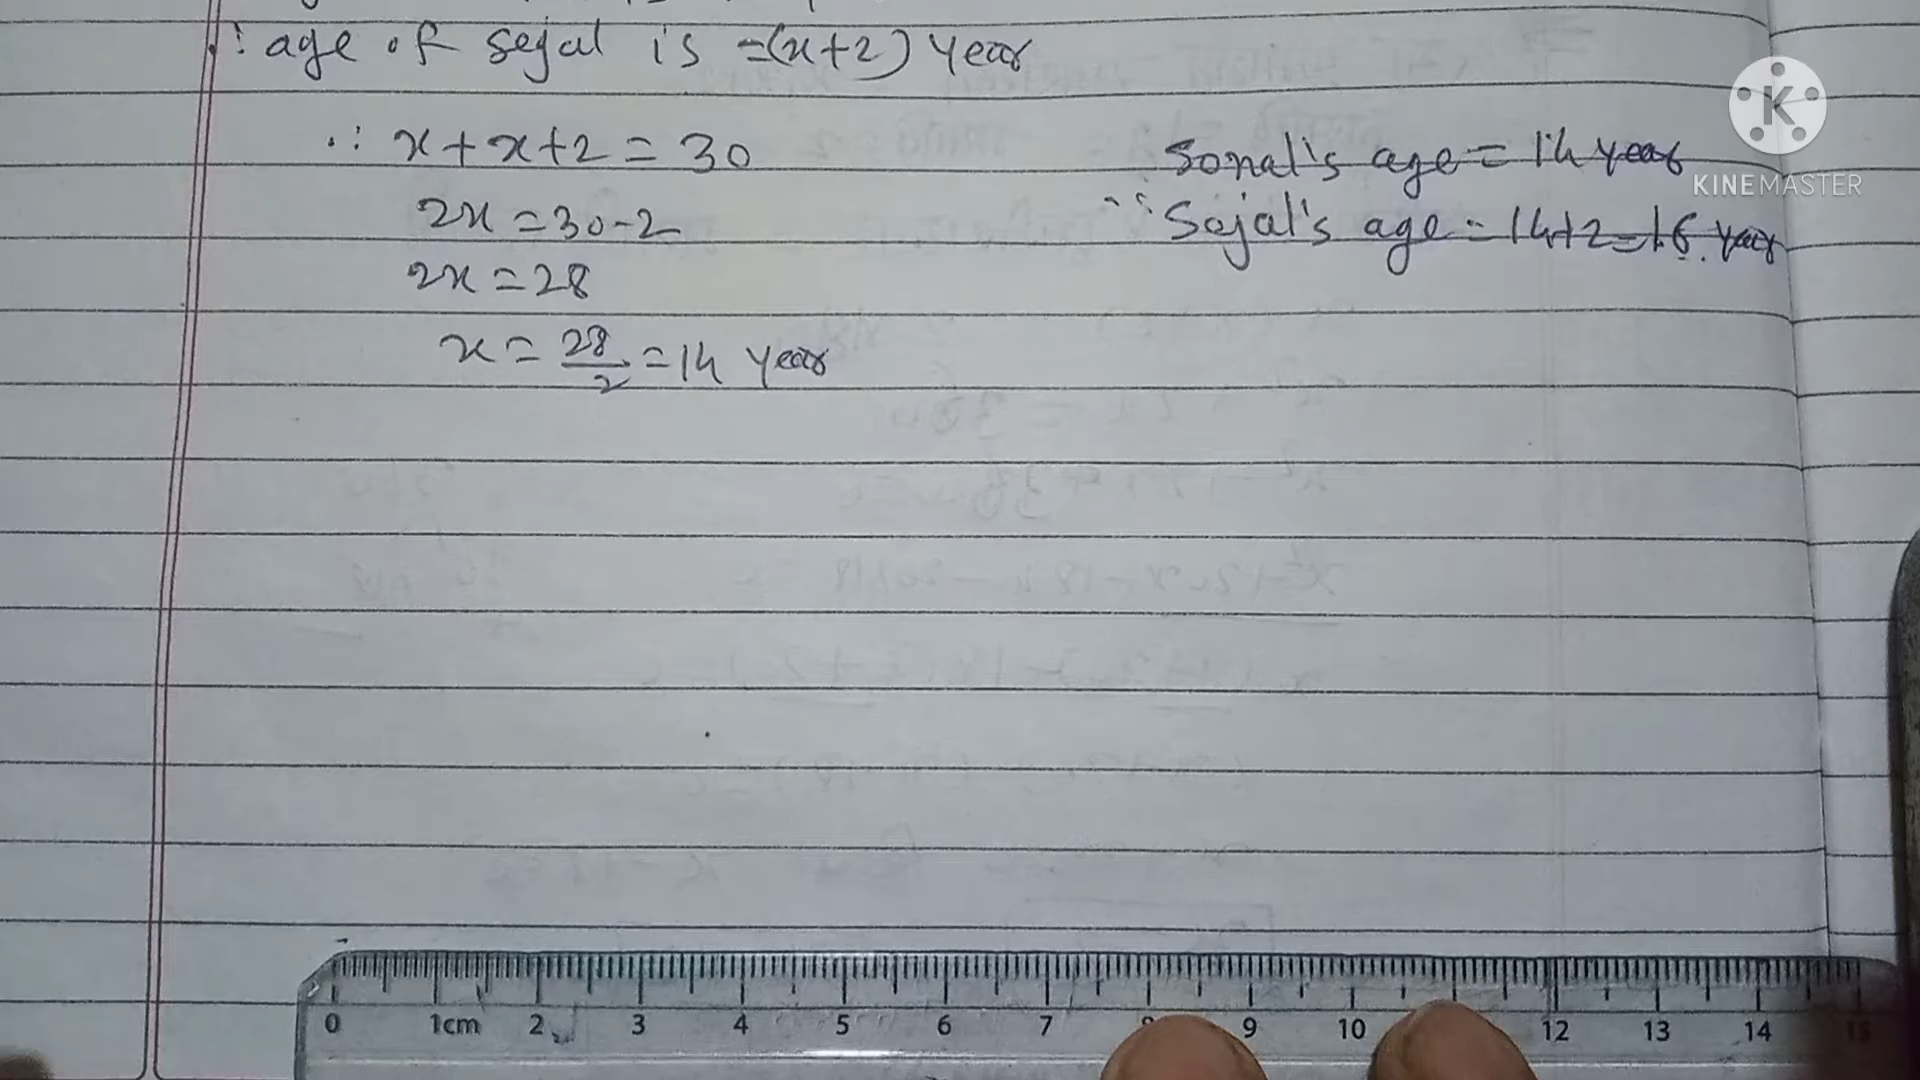 ∴ age of sejal is =(x+2) year
∴ x+x+2=30
2x=30-2
2x=28
x=28/2=14 year
Sonal's age=14 year
∴ Sejal's age=14+2=16.year
K
KINEMASTER
0 1cm 2 3 4 5 6 7 9 10 12 13 14 15